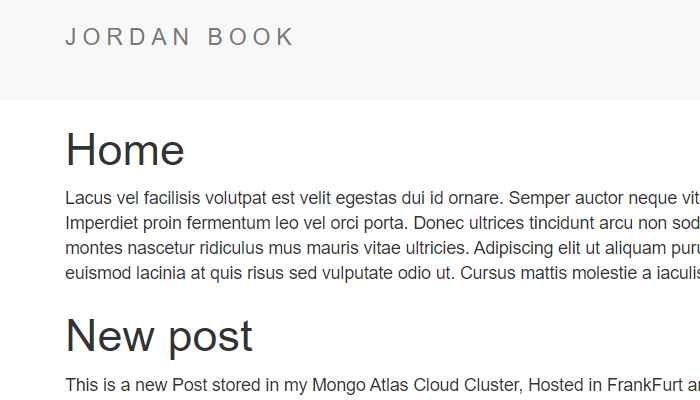 JORDAN BOOK
Home
Lacus vel facilisis volutpat est velit egestas dui id ornare. Semper auctor neque vit
Imperdiet proin fermentum leo vel orci porta. Donec ultrices tincidunt arcu non sod
montes nascetur ridiculus mus mauris vitae ultricies. Adipiscing elit ut aliquam puru
euismod lacinia at quis risus sed vulputate odio ut. Cursus mattis molestie a iaculis
New post
This is a new Post stored in my Mongo Atlas Cloud Cluster, Hosted in FrankFurt an